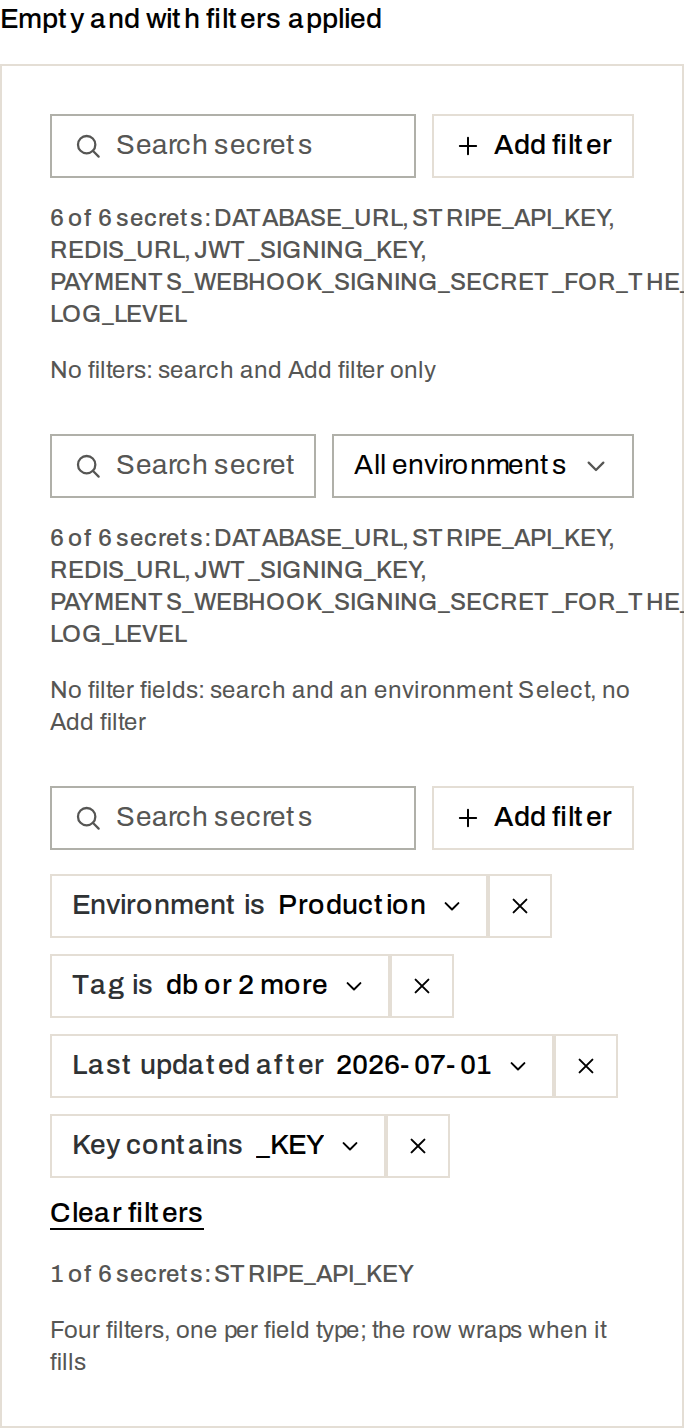 Empty and with filters applied
Search secrets
Add filter
6 of 6 secrets: DATABASE_URL, STRIPE_API_KEY,
REDIS_URL, JWT_SIGNING_KEY,
PAYMENTS_WEBHOOK_SIGNING_SECRET_FOR_THE_
LOG_LEVEL
No filters: search and Add filter only
Search secret
All environments
6 of 6 secrets: DATABASE_URL, STRIPE_API_KEY,
REDIS_URL, JWT_SIGNING_KEY,
PAYMENTS_WEBHOOK_SIGNING_SECRET_FOR_THE_
LOG_LEVEL
No filter fields: search and an environment Select, no
Add filter
Search secrets
Add filter
Environment is Production
Tag is db or 2 more
Last updated after 2026-07-01
Key contains _KEY
Clear filters
1 of 6 secrets: STRIPE_API_KEY
Four filters, one per field type; the row wraps when it
fills